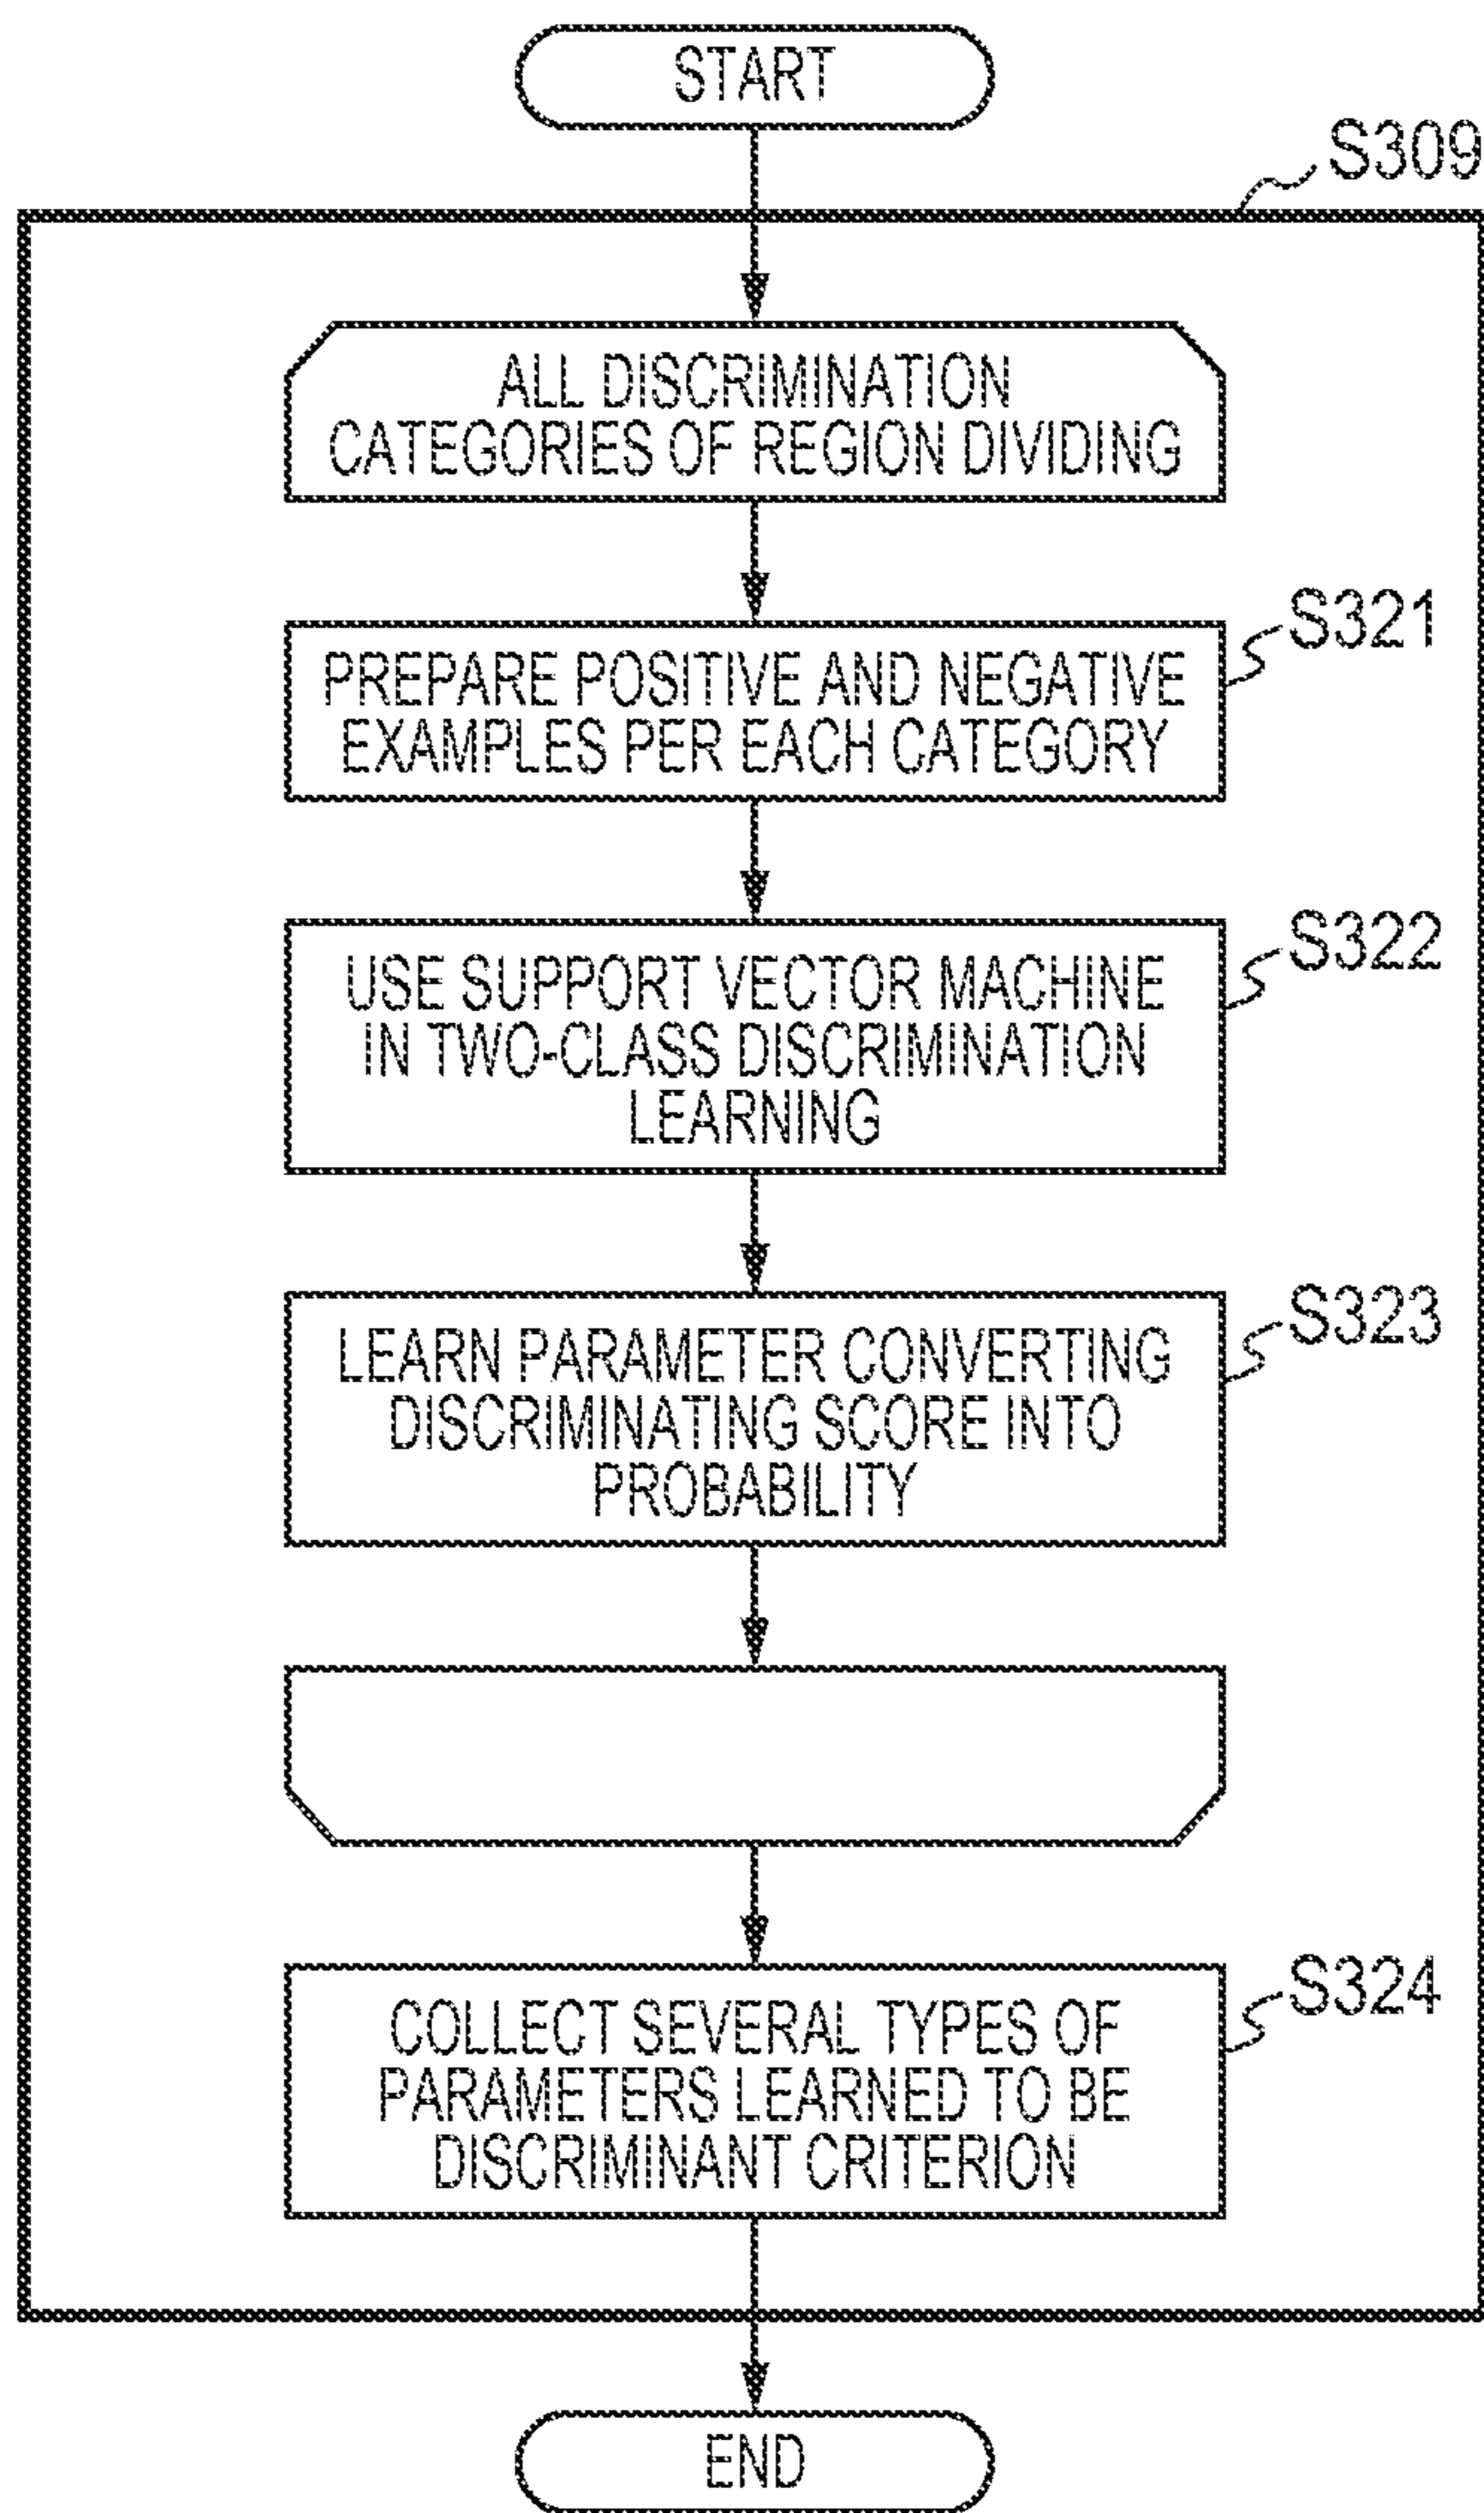 START
S309
ALL DISCRIMINATION
CATEGORIES OF REGION DIVIDING
S321
PREPARE POSITIVE AND NEGATIVE
EXAMPLES PER EACH CATEGORY
S322
USE SUPPORT VECTOR MACHINE
IN TWO-CLASS DISCRIMINATION
LEARNING
S323
LEARN PARAMETER CONVERTING
DISCRIMINATING SCORE INTO
PROBABILITY
S324
COLLECT SEVERAL TYPES OF
PARAMETERS LEARNED TO BE
DISCRIMINANT CRITERION
END